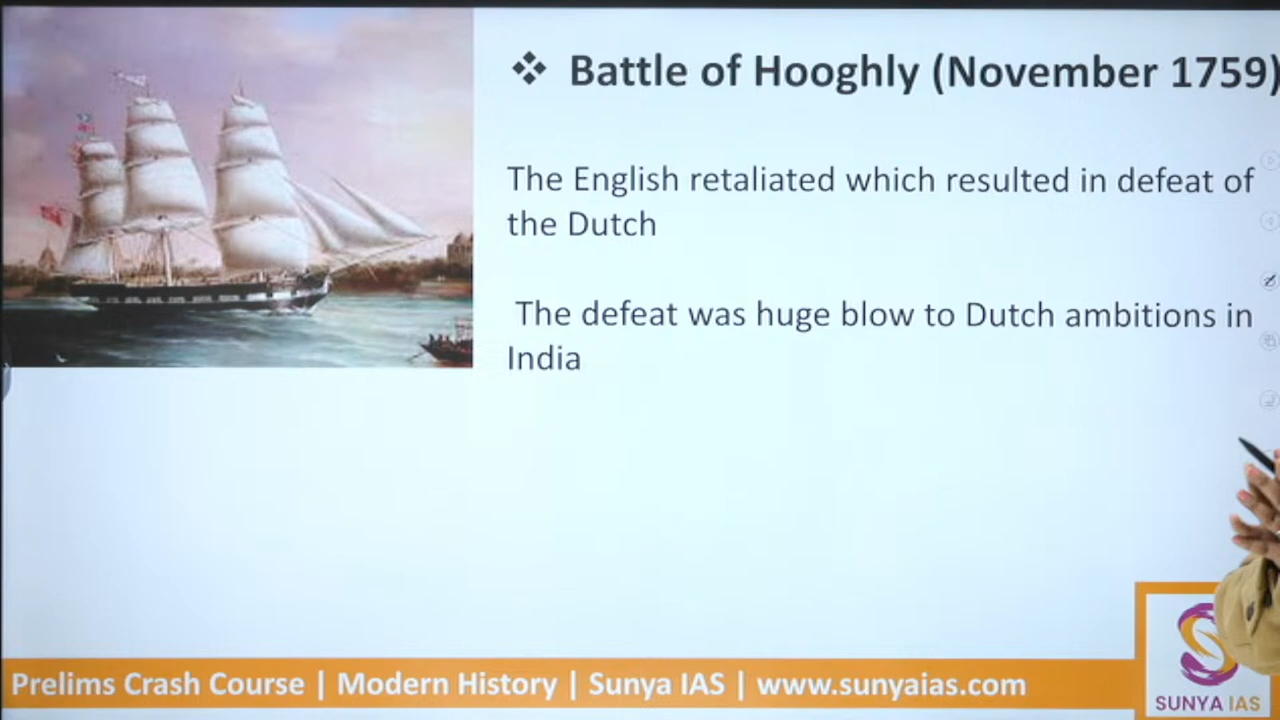 ❖ Battle of Hooghly (November 1759)
The English retaliated which resulted in defeat of
the Dutch
The defeat was huge blow to Dutch ambitions in
India
Prelims Crash Course | Modern History | Sunya IAS | www.sunyaias.com
SUNYA IAS